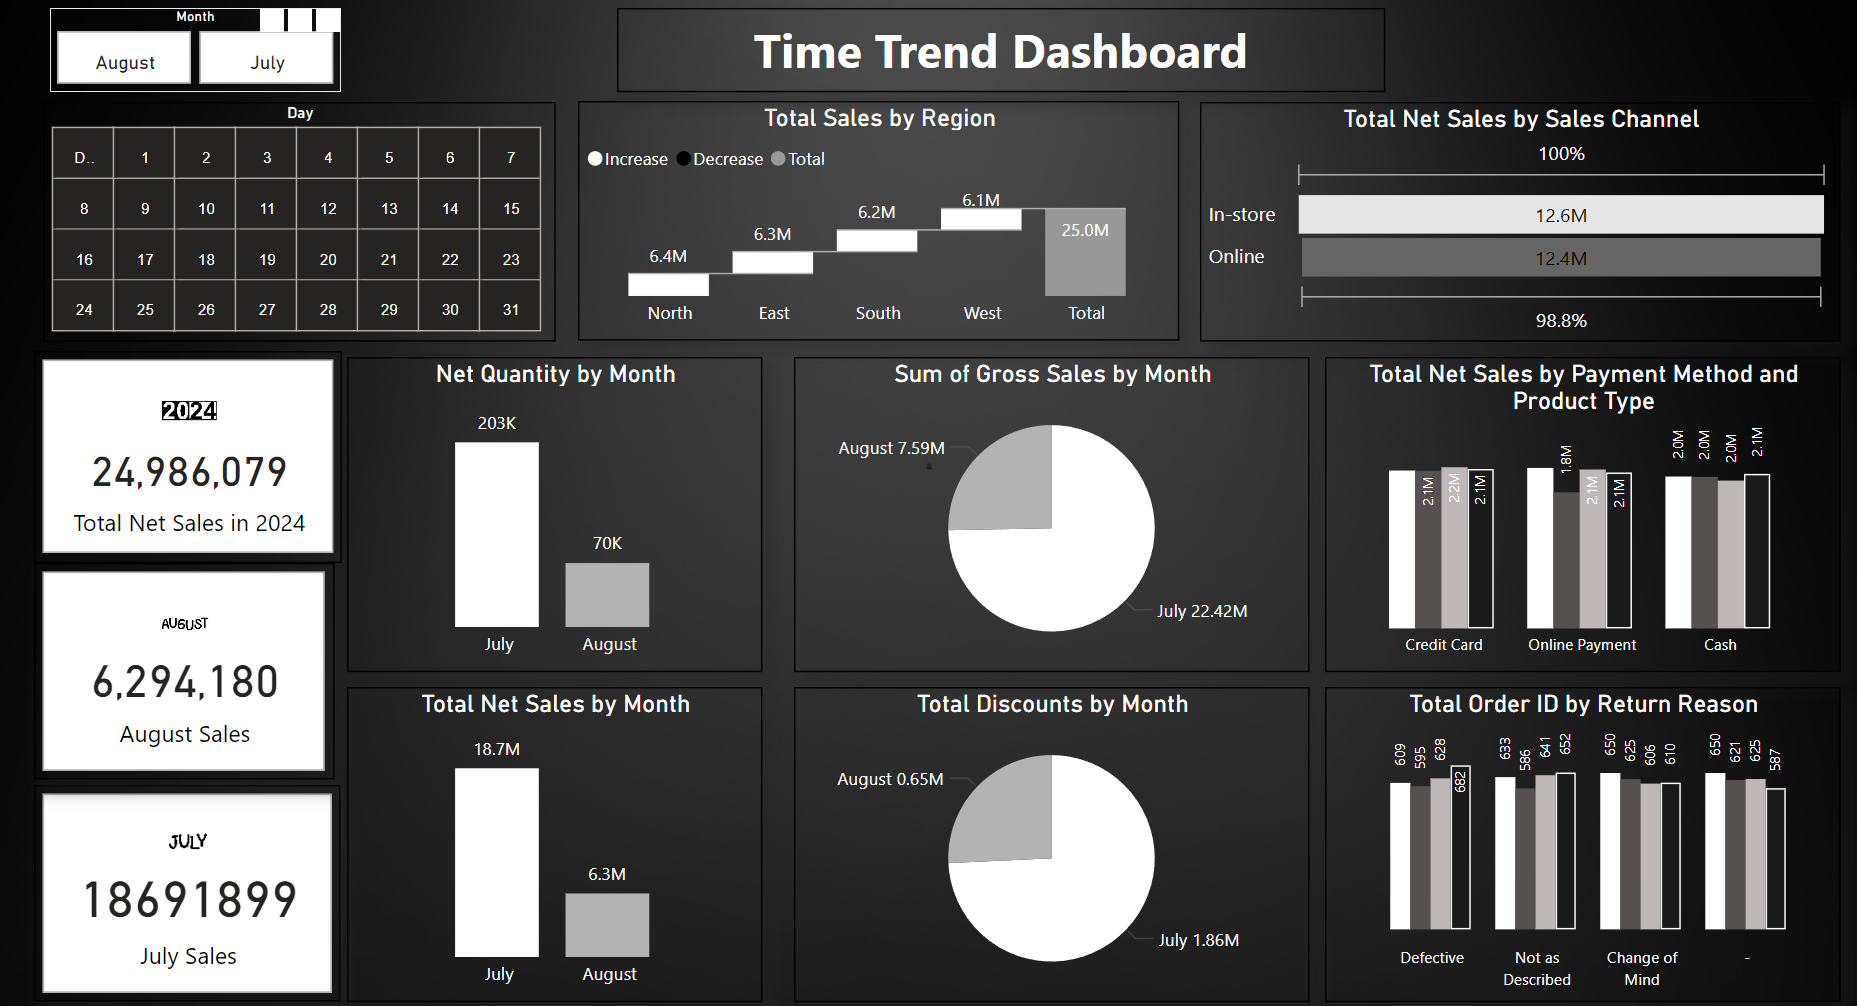 Month
August
July
Time Trend Dashboard
Day
D..
1
2
3
4
5
6
7
8
9
10
11
12
13
14
15
16
17
18
19
20
21
22
23
24
25
26
27
28
29
30
31
Total Sales by Region
Increase
Decrease
Total
6.4M
6.3M
6.2M
6.1M
25.0M
North
East
South
West
Total
Total Net Sales by Sales Channel
100%
In-store
12.6M
Online
12.4M
98.8%
2024
24,986,079
Total Net Sales in 2024
AUGUST
6,294,180
August Sales
JULY
18691899
July Sales
Net Quantity by Month
203K
70K
July
August
Sum of Gross Sales by Month
August 7.59M
July 22.42M
Total Net Sales by Payment Method and
Product Type
2.1M
2.2M
2.1M
1.8M
2.1M
2.1M
2.0M
2.0M
2.0M
2.1M
Credit Card
Online Payment
Cash
Total Net Sales by Month
18.7M
6.3M
July
August
Total Discounts by Month
August 0.65M
July 1.86M
Total Order ID by Return Reason
609
595
628
682
633
586
641
652
650
625
606
610
650
621
625
587
Defective
Not as
Described
Change of
Mind
-